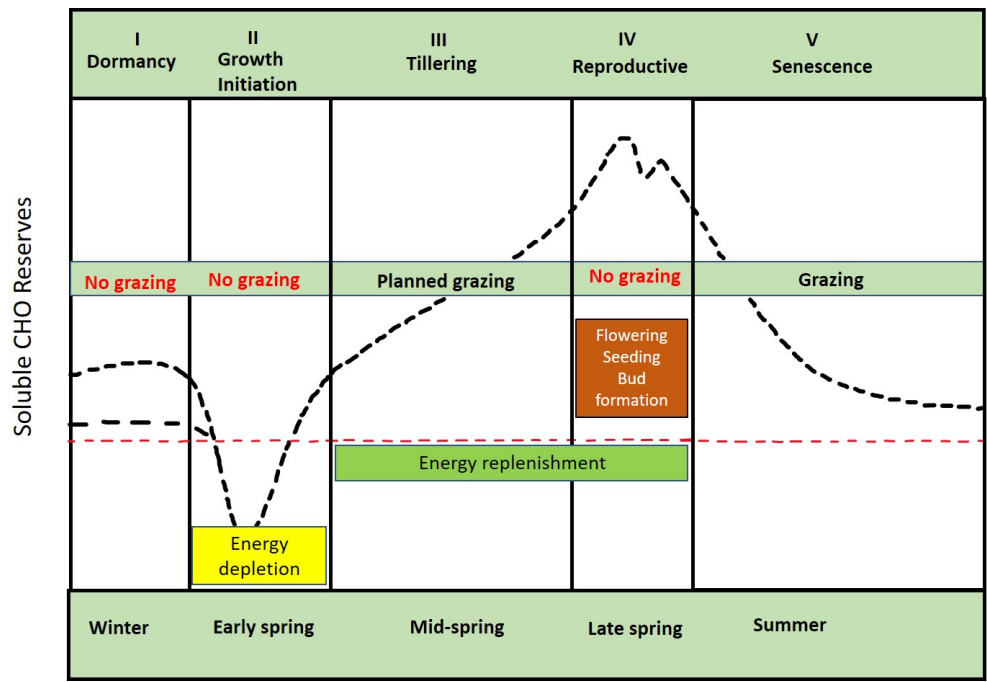 I
Dormancy
II
Growth
Initiation
III
Tillering
IV
Reproductive
V
Senescence
Soluble CHO Reserves
No grazing
No grazing
Planned grazing
No grazing
Grazing
Flowering
Seeding
Bud
formation
Energy replenishment
Energy
depletion
Winter
Early spring
Mid-spring
Late spring
Summer